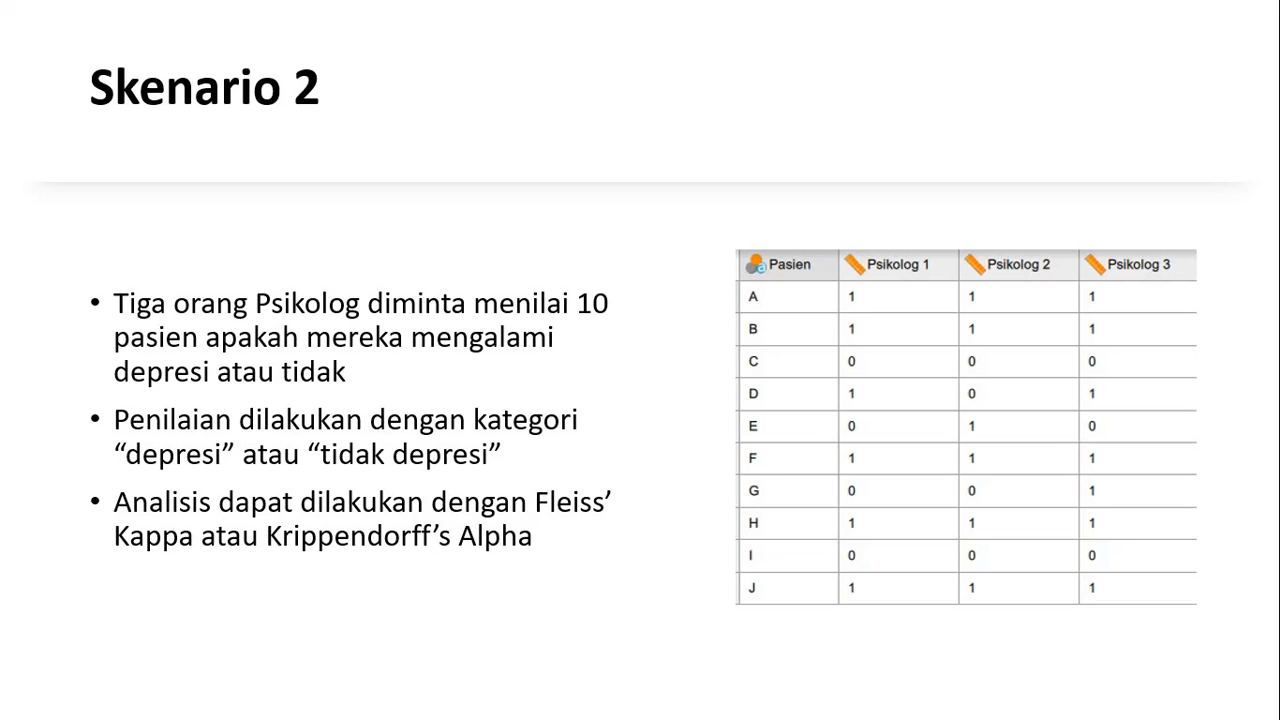 Skenario 2
• Tiga orang Psikolog diminta menilai 10
pasien apakah mereka mengalami
depresi atau tidak
• Penilaian dilakukan dengan kategori
“depresi” atau “tidak depresi”
• Analisis dapat dilakukan dengan Fleiss’
Kappa atau Krippendorff’s Alpha
Pasien Psikolog 1 Psikolog 2 Psikolog 3
A 1 1 1
B 1 1 1
C 0 0 0
D 1 0 1
E 0 1 0
F 1 1 1
G 0 0 1
H 1 1 1
I 0 0 0
J 1 1 1